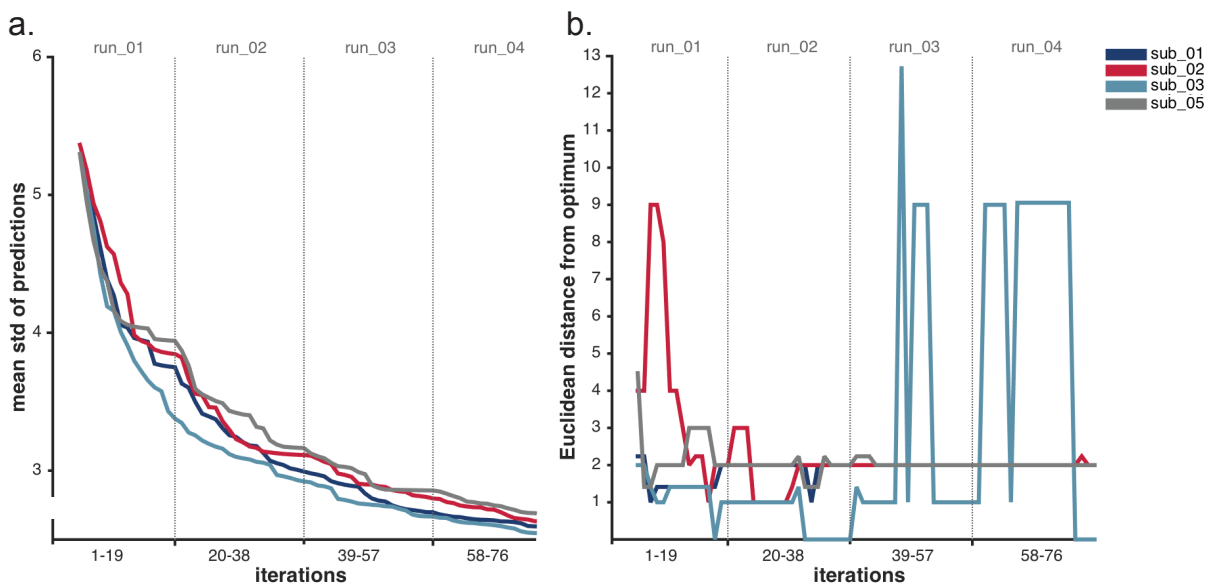 a.
run_01 run_02 run_03 run_04
6
5
4
3
mean std of predictions
1-19 20-38 39-57 58-76
iterations
b.
run_01 run_02 run_03 run_04
13
12
11
10
9
8
7
6
5
4
3
2
1
Euclidean distance from optimum
1-19 20-38 39-57 58-76
iterations
sub_01
sub_02
sub_03
sub_05